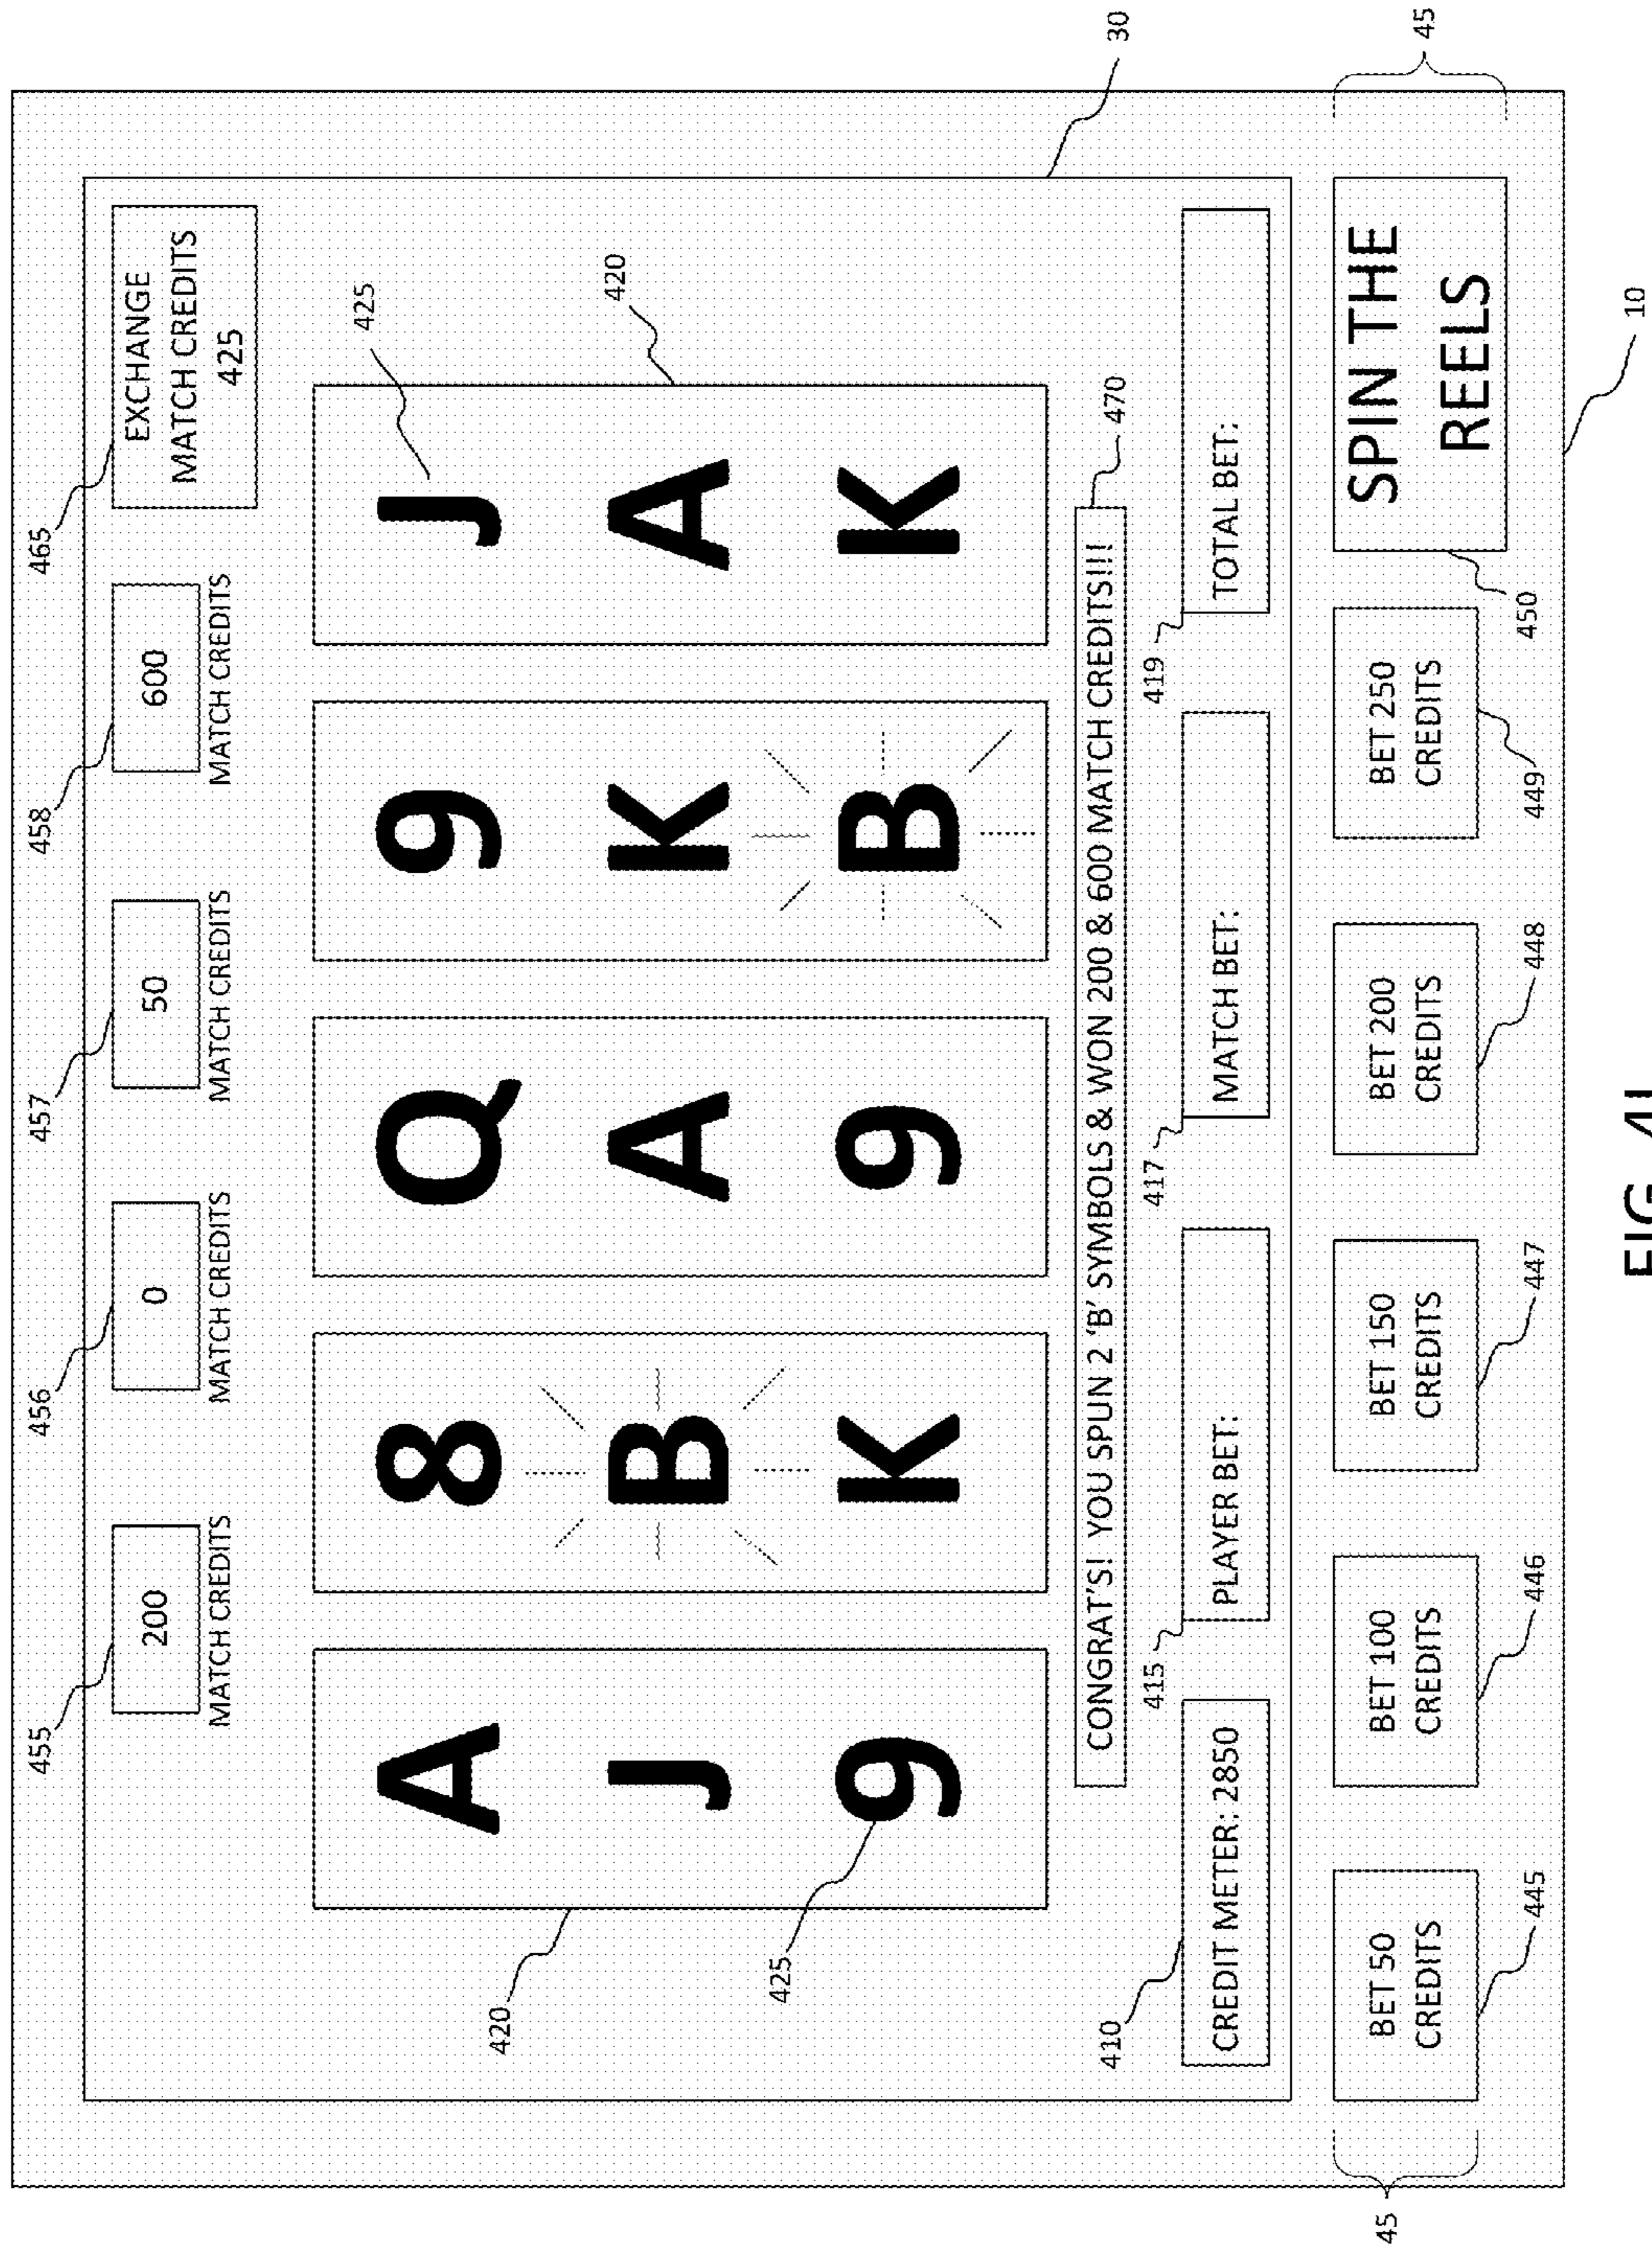 455
456
457
458
465
200
0
50
600
EXCHANGE
MATCH CREDITS
425
MATCH CREDITS
MATCH CREDITS
MATCH CREDITS
MATCH CREDITS
425
A
8
Q
9
J
420
J
B
A
K
A
420
9
K
9
B
K
425
CONGRAT'S! YOU SPUN 2 'B' SYMBOLS & WON 200 & 600 MATCH CREDITS!!!
470
30
410
415
417
419
CREDIT METER: 2850
PLAYER BET:
MATCH BET:
TOTAL BET:
45
BET 50
CREDITS
BET 100
CREDITS
BET 150
CREDITS
BET 200
CREDITS
BET 250
CREDITS
SPIN THE
REELS
45
445
446
447
448
449
450
10